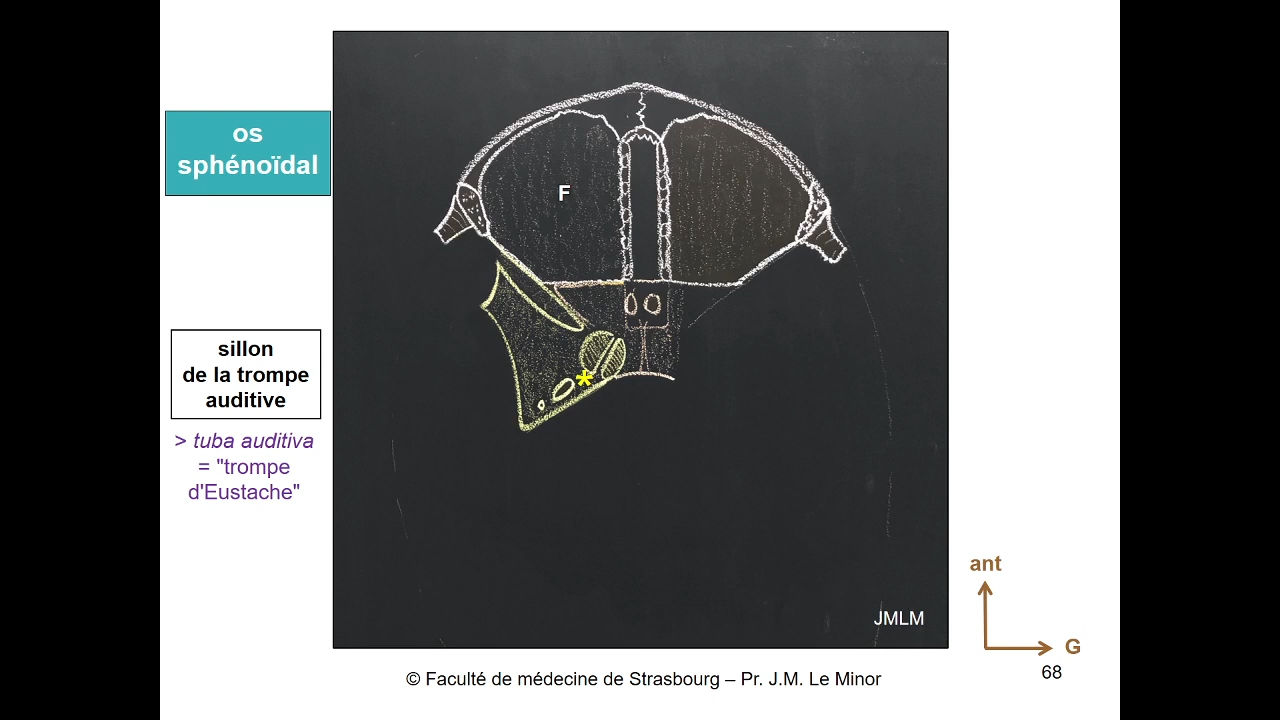 os
sphénoïdal
F
sillon
de la trompe
auditive
> tuba auditiva
= "trompe
d'Eustache"
*
ant
G
JMLM
68
© Faculté de médecine de Strasbourg – Pr. J.M. Le Minor